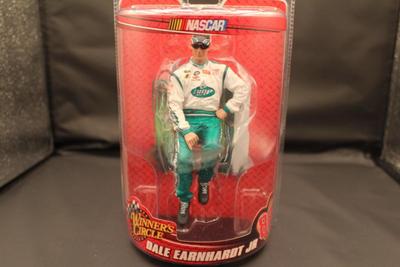 NASCAR
AMP
WINNER'S
CIRCLE
DALE EARNHARDT JR